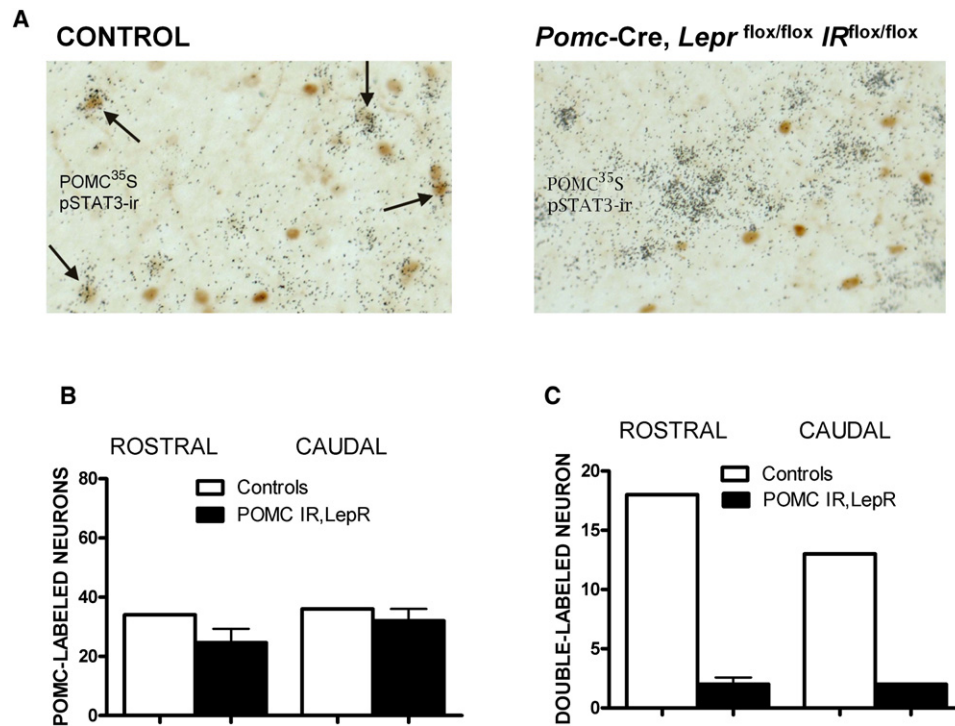 A
CONTROL
Pomc-Cre, Lepr flox/flox IRflox/flox
POMC35S
pSTAT3-ir
POMC35S
pSTAT3-ir
B
ROSTRAL CAUDAL
POMC-LABELED NEURONS
80
60
40
20
0
Controls
POMC IR,LepR
C
ROSTRAL CAUDAL
DOUBLE-LABELED NEURON
20
15
10
5
0
Controls
POMC IR,LepR